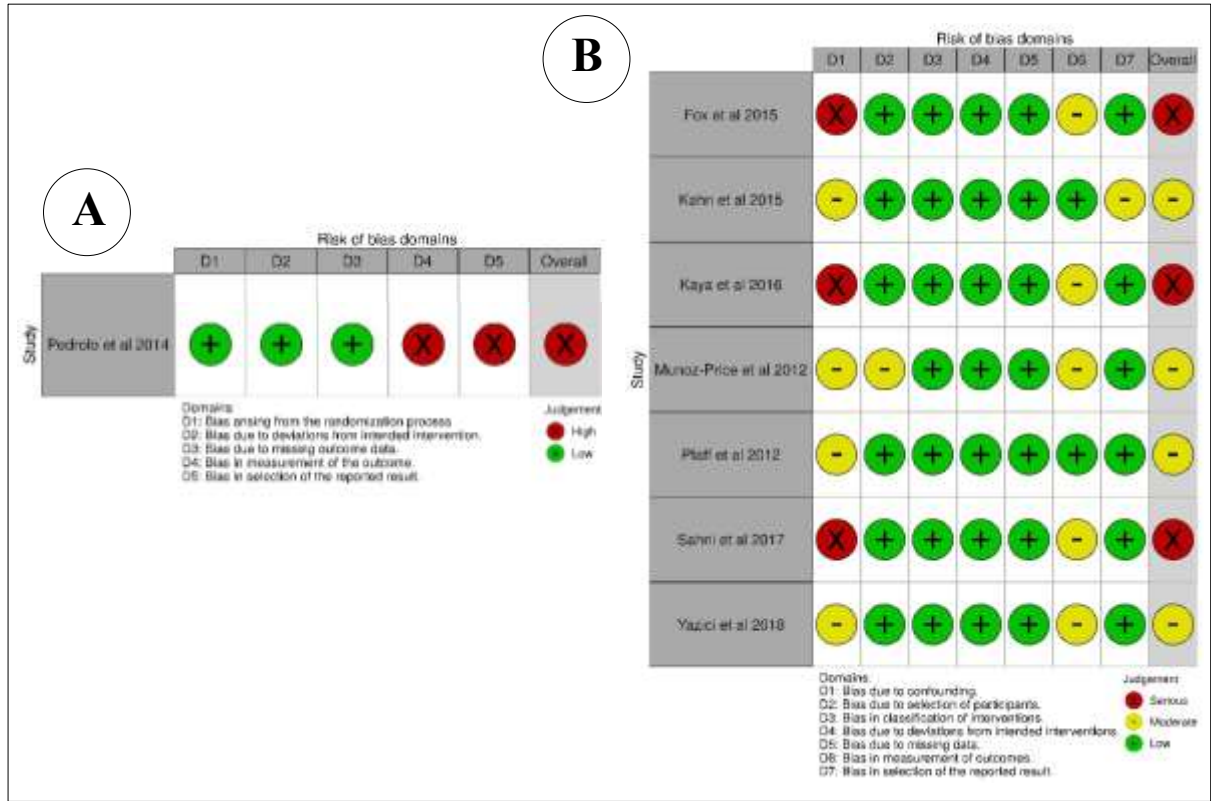 A
Risk of bias domains
D1 D2 D3 D4 D5 Overall
Study
Pedrolo et al 2014
+ + + X X X
Domains:
D1: Bias arising from the randomization process.
D2: Bias due to deviations from intended intervention.
D3: Bias due to missing outcome data.
D4: Bias in measurement of the outcome.
D5: Bias in selection of the reported result.
Judgement
High
Low
B
Risk of bias domains
D1 D2 D3 D4 D5 D6 D7 Overall
Study
Fox et al 2015 X + + + + - + X
Kahn et al 2015 - + + + + + - -
Kaya et al 2016 X + + + + - + X
Munoz-Price et al 2012 - - + + + - + -
Pfaff et al 2012 - + + + + + + -
Sahni et al 2017 X + + + + - + X
Yazici et al 2018 - + + + + - + -
Domains:
D1: Bias due to confounding.
D2: Bias due to selection of participants.
D3: Bias in classification of interventions.
D4: Bias due to deviations from intended interventions.
D5: Bias due to missing data.
D6: Bias in measurement of outcomes.
D7: Bias in selection of the reported result.
Judgement
Serious
Moderate
Low